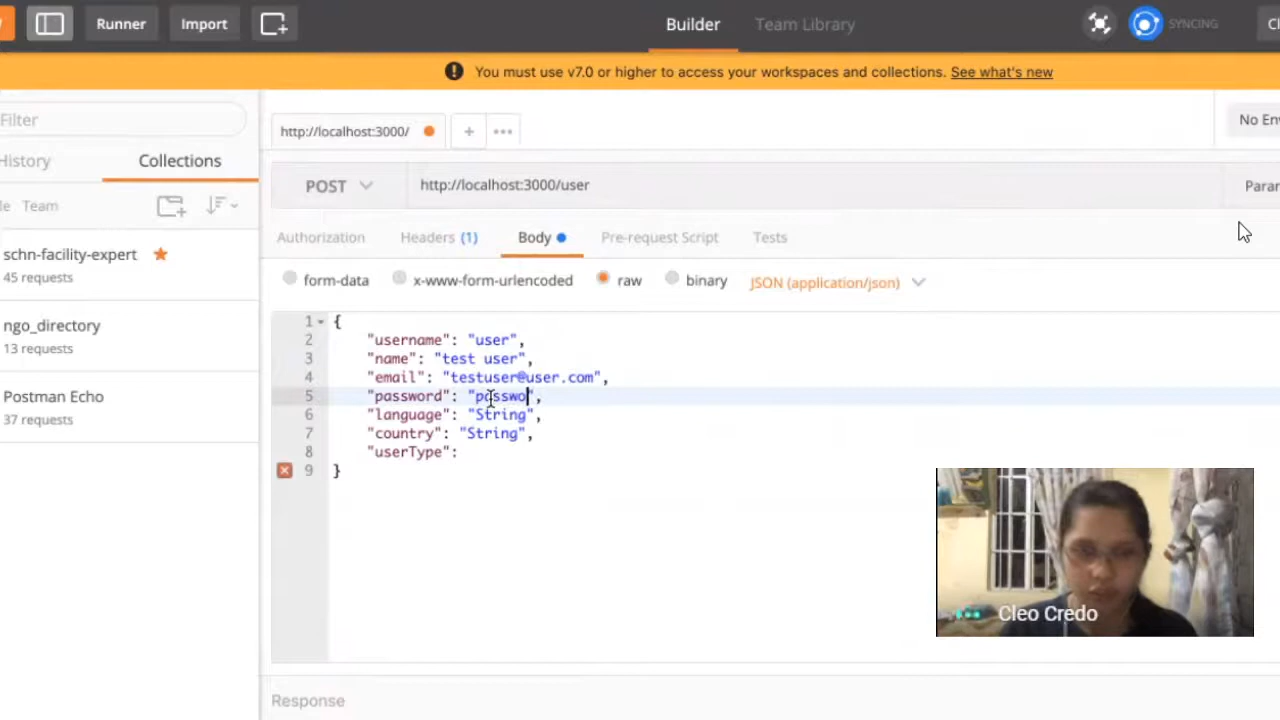 Runner
Import
Builder
Team Library
SYNCING
You must use v7.0 or higher to access your workspaces and collections. See what's new
Filter
http://localhost:3000/
No En
History
Collections
POST
http://localhost:3000/user
Param
le Team
Authorization
Headers (1)
Body
Pre-request Script
Tests
schn-facility-expert
45 requests
form-data
x-www-form-urlencoded
raw
binary
JSON (application/json)
ngo_directory
13 requests
Postman Echo
37 requests
1 {
2 "username": "user",
3 "name": "test user",
4 "email": "testuser@user.com",
5 "password": "passwo",
6 "language": "String",
7 "country": "String",
8 "userType":
9 }
Cleo Credo
Response